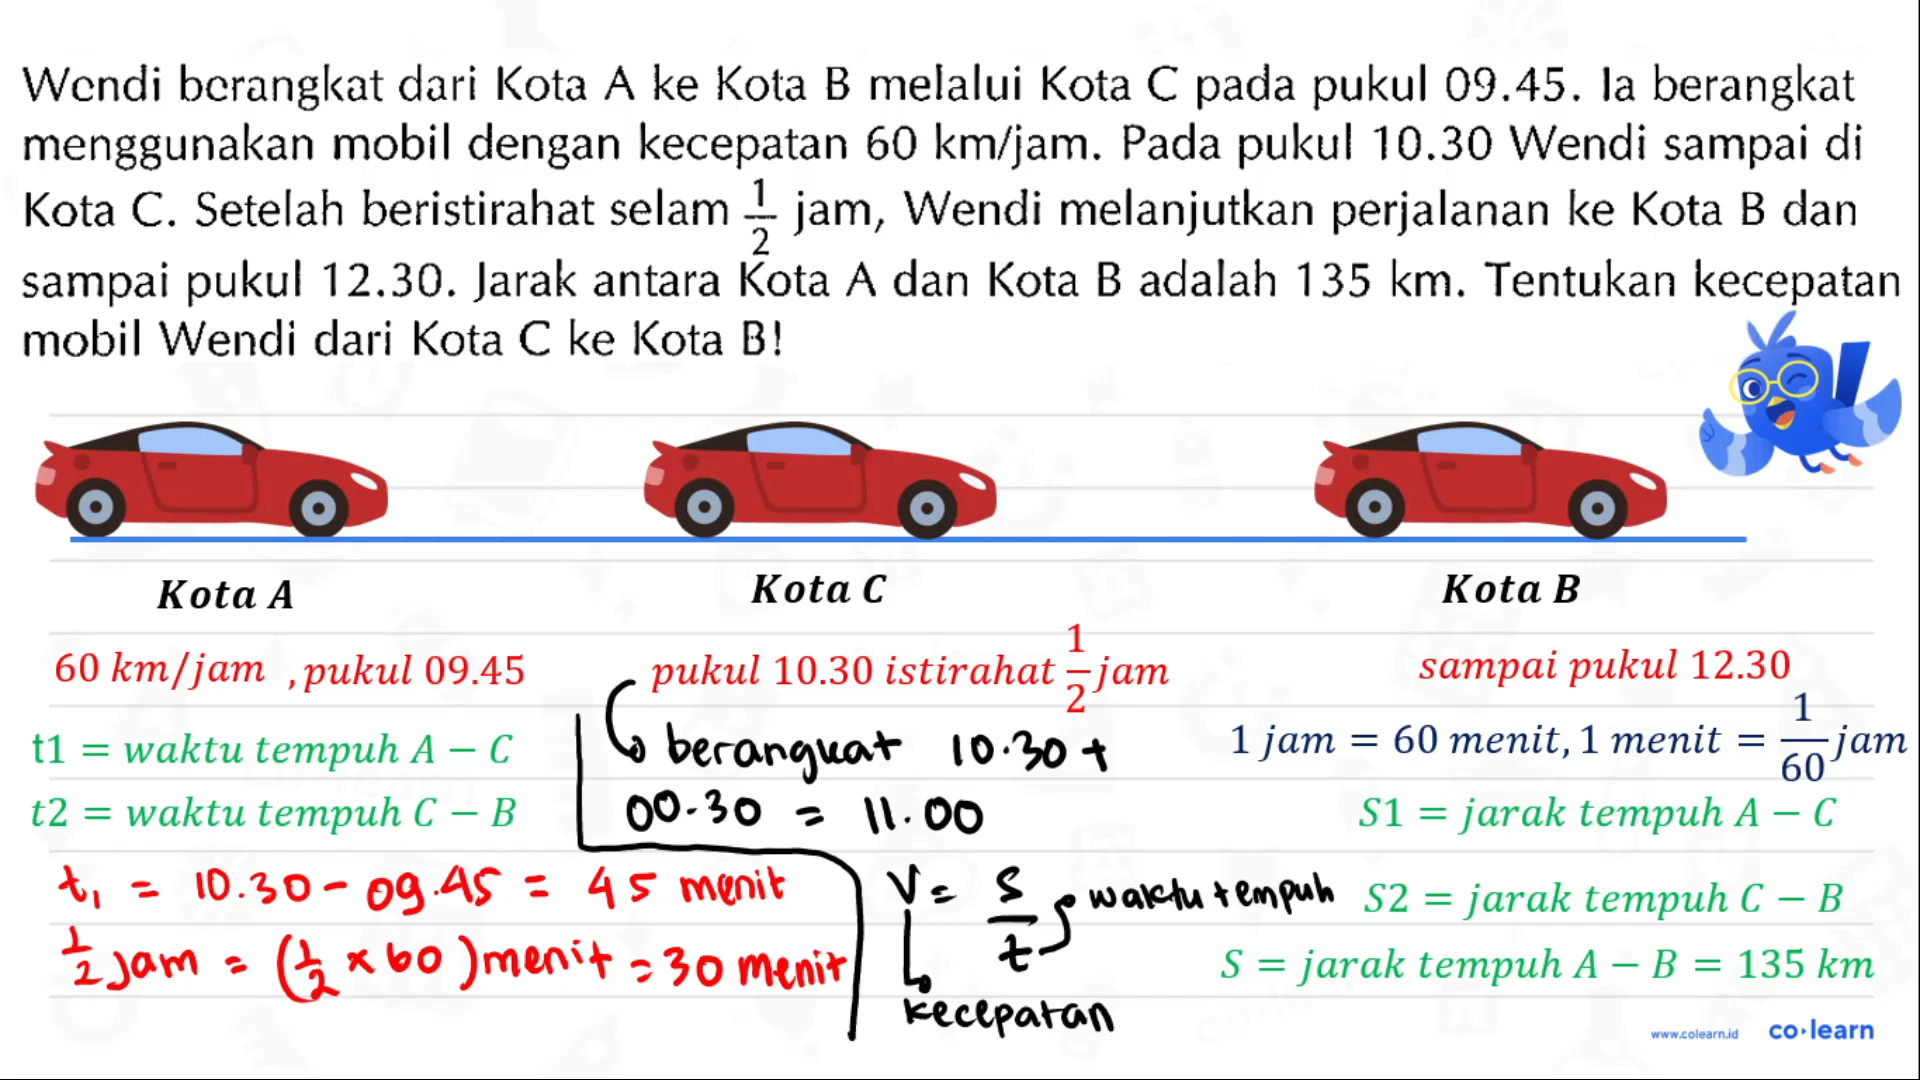 Wendi berangkat dari Kota A ke Kota B melalui Kota C pada pukul 09.45. Ia berangkat
menggunakan mobil dengan kecepatan 60 km/jam. Pada pukul 10.30 Wendi sampai di
Kota C. Setelah beristirahat selam 1/2 jam, Wendi melanjutkan perjalanan ke Kota B dan
sampai pukul 12.30. Jarak antara Kota A dan Kota B adalah 135 km. Tentukan kecepatan
mobil Wendi dari Kota C ke Kota B!
Kota A
Kota C
Kota B
60 km/jam , pukul 09.45
pukul 10.30 istirahat 1/2 jam
sampai pukul 12.30
t1 = waktu tempuh A − C
berangkat 10.30 +
1 jam = 60 menit, 1 menit = 1/60 jam
t2 = waktu tempuh C − B
00.30 = 11.00
S1 = jarak tempuh A − C
t₁ = 10.30 - 09.45 = 45 menit
V = s/t waktu tempuh
S2 = jarak tempuh C − B
1/2 jam = (1/2 × 60) menit = 30 menit
kecepatan
S = jarak tempuh A − B = 135 km
www.colearn.id co learn